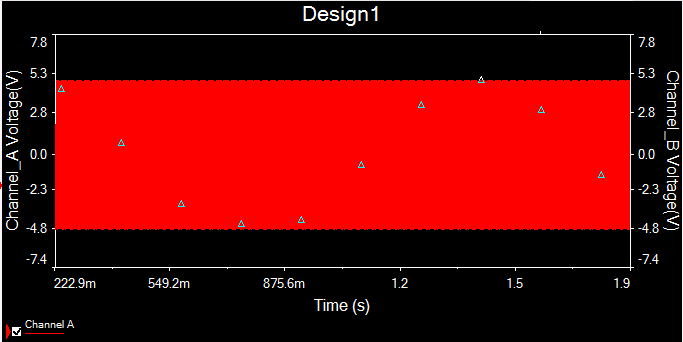 Design1
7.8 7.8
5.3 5.3
2.8 2.8
0.0 0.0
-2.3 -2.3
-4.8 -4.8
-7.4 -7.4
Channel_A Voltage(V)
Channel_B Voltage(V)
222.9m 549.2m 875.6m 1.2 1.5 1.9
Time (s)
Channel A